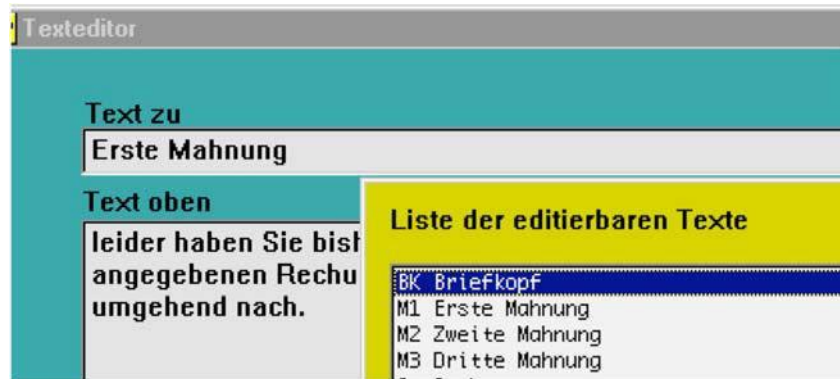 Texteditor
Text zu
Erste Mahnung
Text oben
leider haben Sie bish
angegebenen Rechu
umgehend nach.
Liste der editierbaren Texte
BK Briefkopf
M1 Erste Mahnung
M2 Zweite Mahnung
M3 Dritte Mahnung